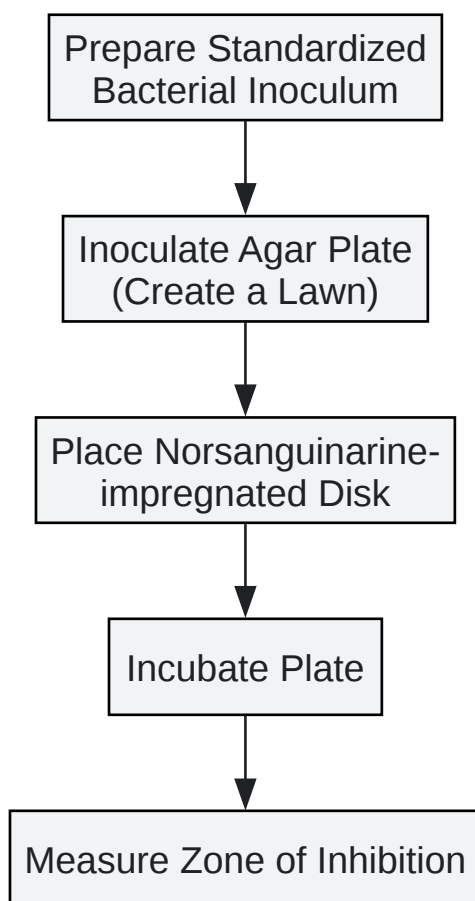 Prepare Standardized
Bacterial Inoculum
Inoculate Agar Plate
(Create a Lawn)
Place Norsanguinarine-
impregnated Disk
Incubate Plate
Measure Zone of Inhibition